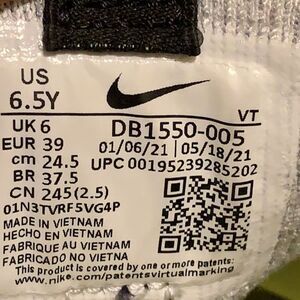 US
6.5Y
VT
UK 6
DB1550-005
EUR 39
01/06/21 | 05/18/21
cm 24.5
UPC 00195239285202
BR 37.5
CN 245(2.5)
01N3TVRF5VG4P
MADE IN VIETNAM
HECHO EN VIETNAM
FABRIQUE AU VIETNAM
FABRICADO NO VIETNA
This product is covered by one or more patents
www.nike.com/patentsvirtualmarking